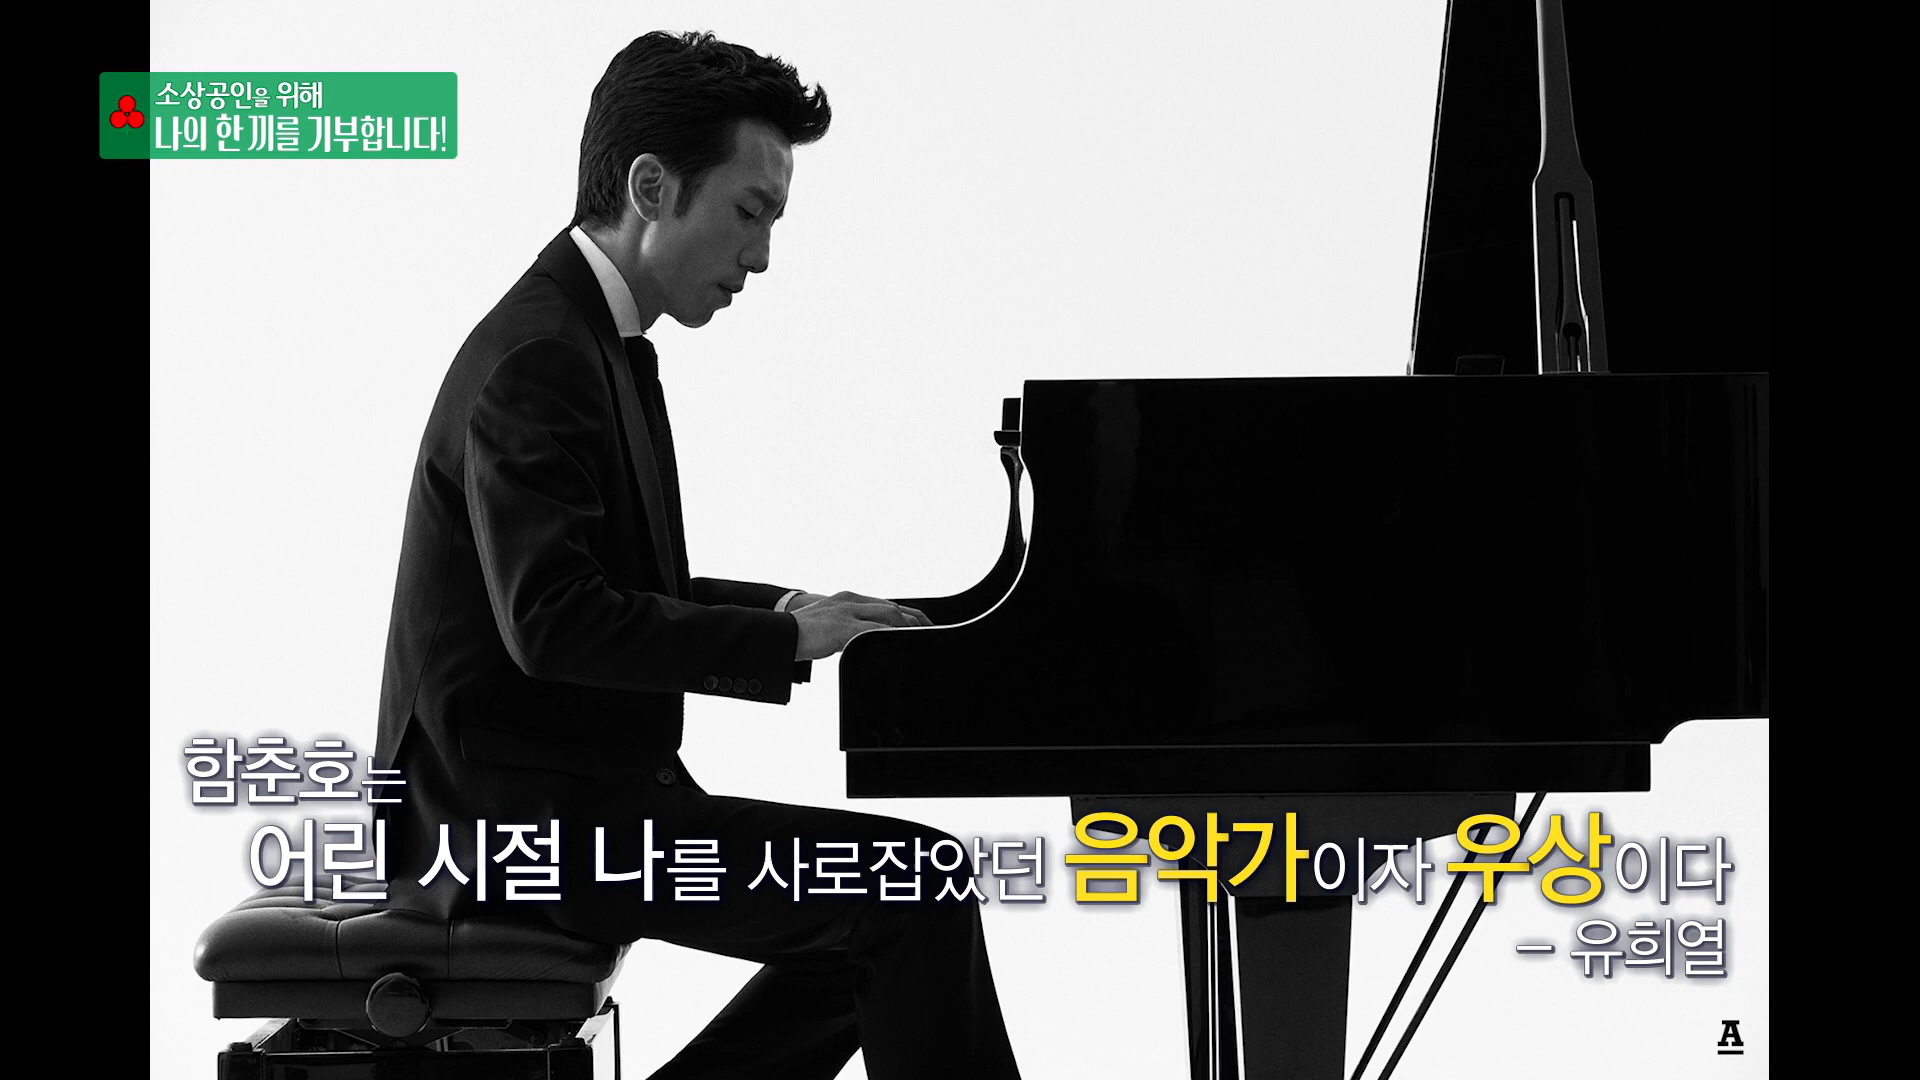 소상공인을 위해
나의 한 끼를 기부합니다!
함춘호는
어린 시절 나를 사로잡았던 음악가이자 우상이다
- 유희열
A